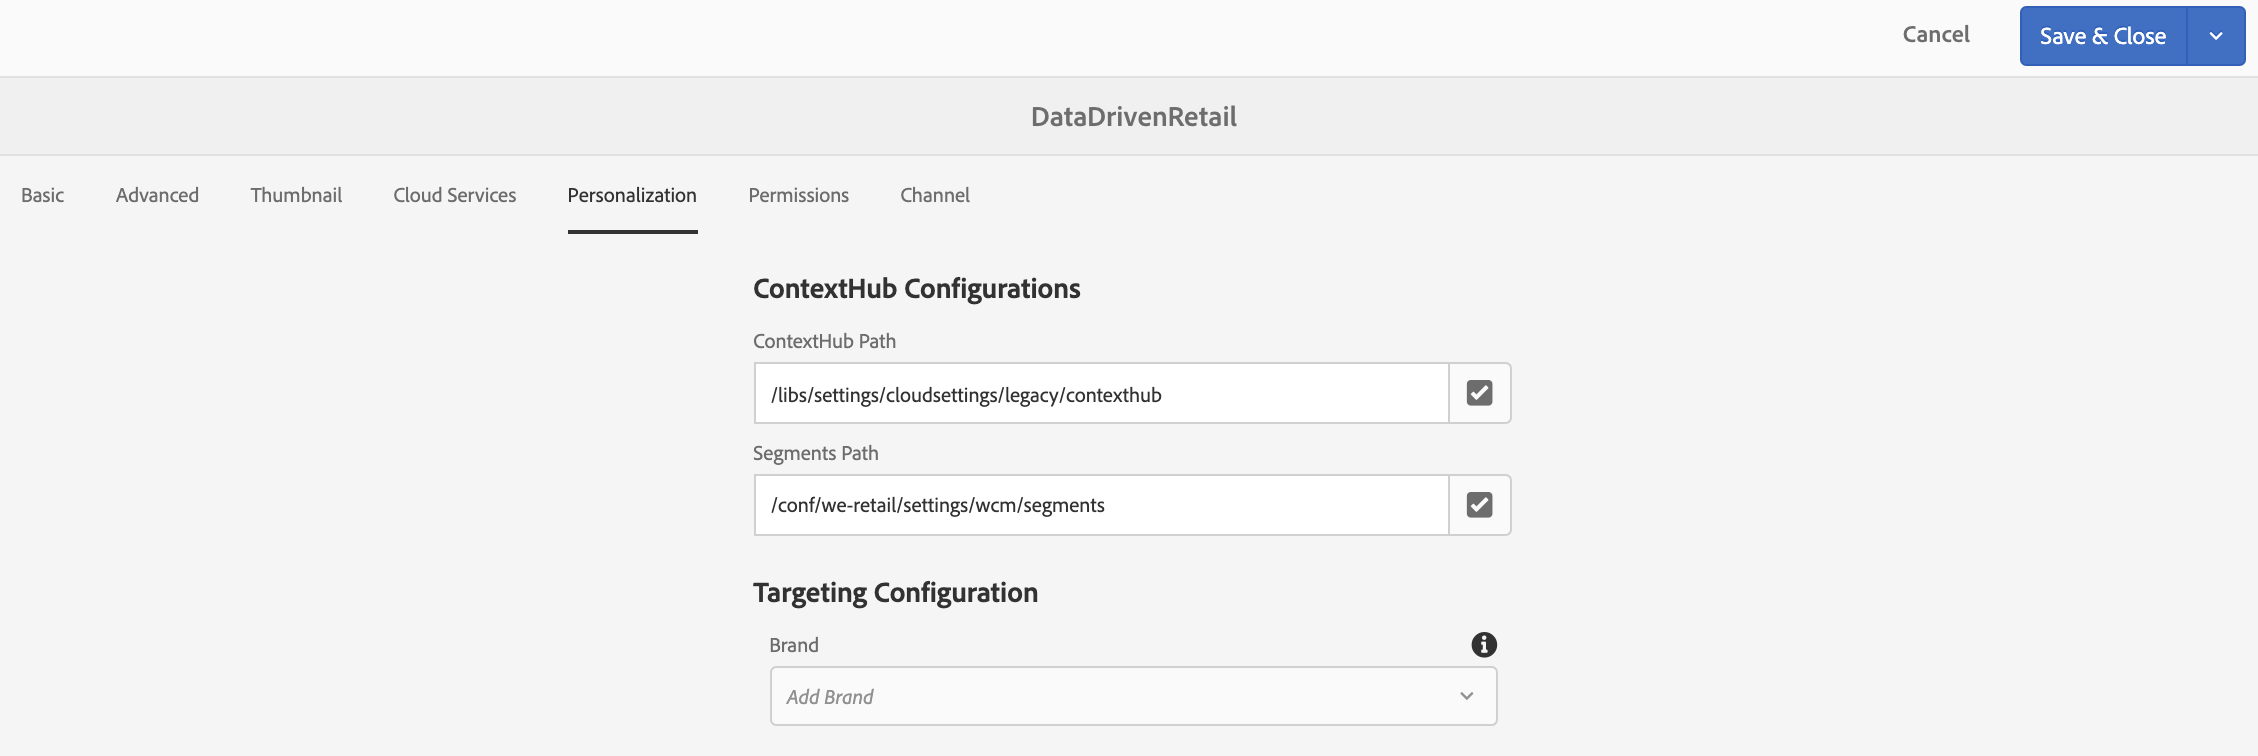 Cancel
Save & Close
DataDrivenRetail
Basic Advanced Thumbnail Cloud Services Personalization Permissions Channel
ContextHub Configurations
ContextHub Path
/libs/settings/cloudsettings/legacy/contexthub
Segments Path
/conf/we-retail/settings/wcm/segments
Targeting Configuration
Brand
Add Brand